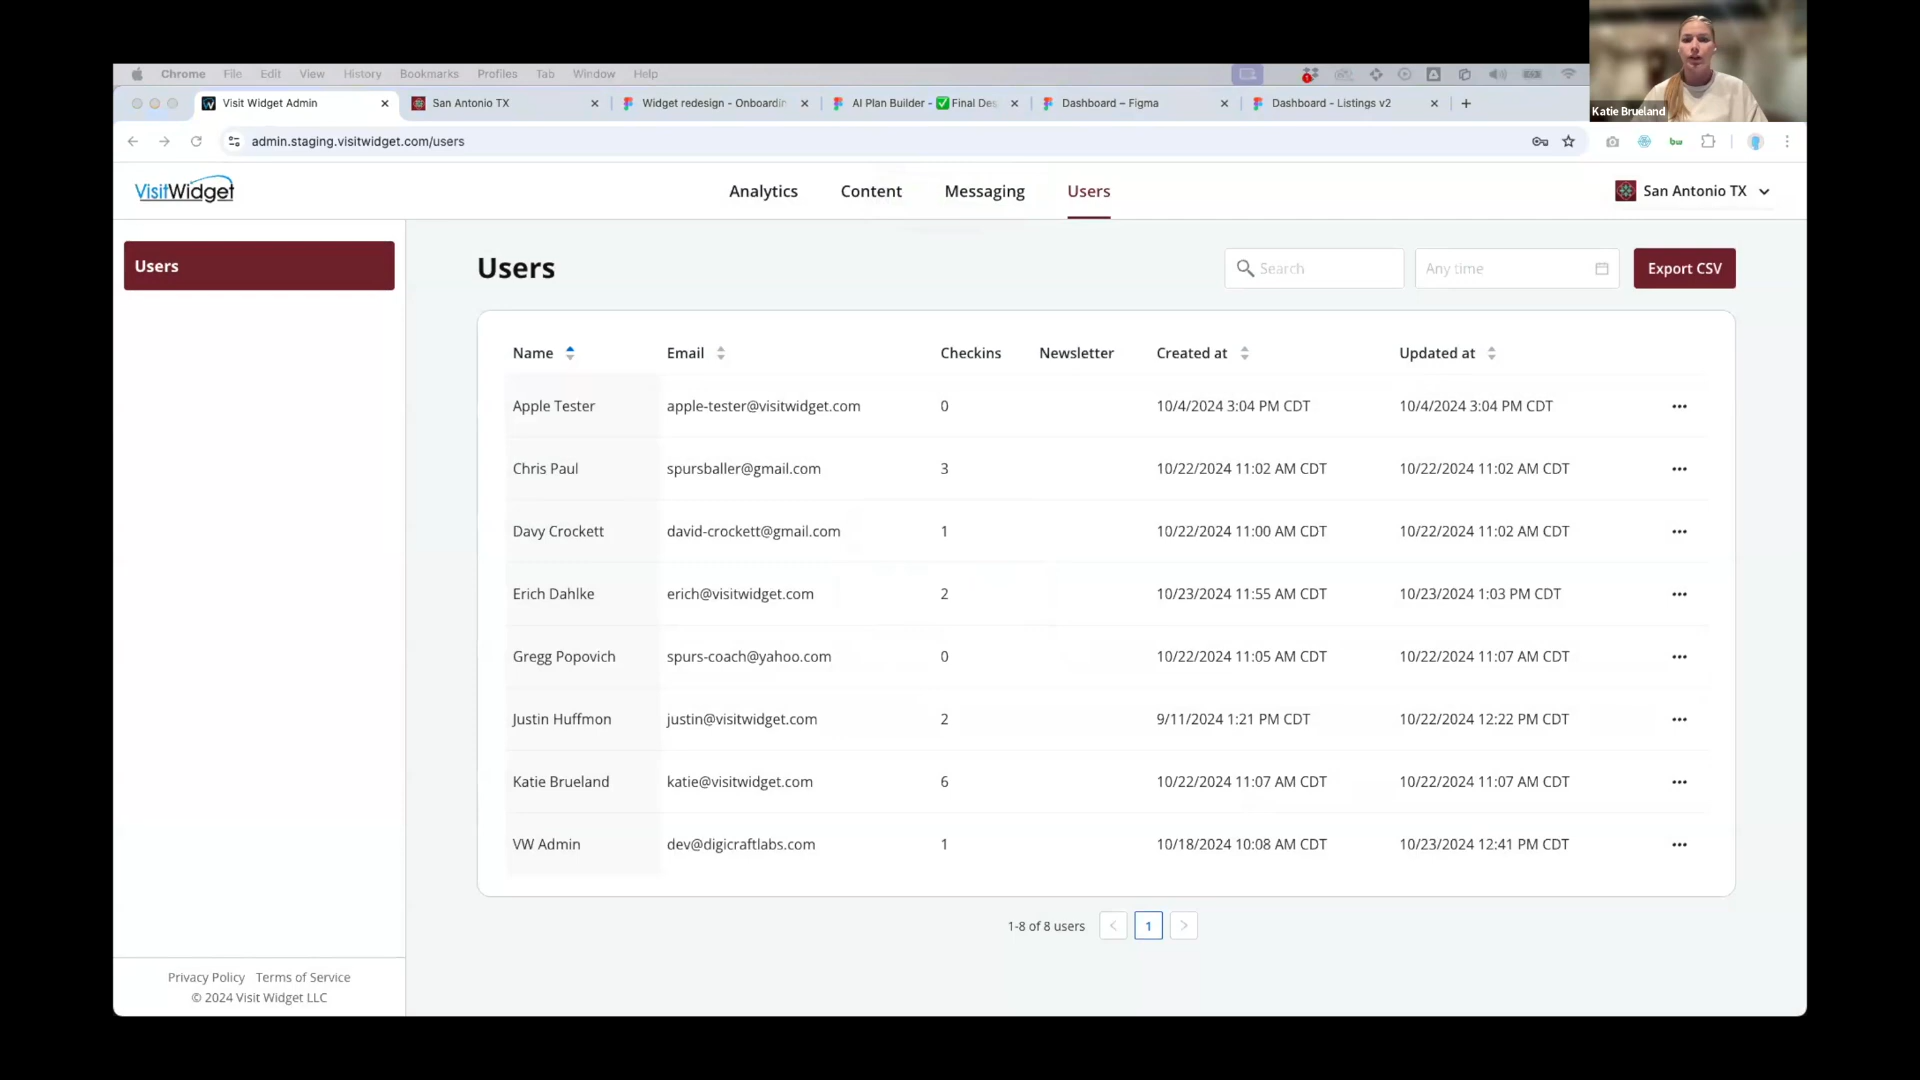 Chrome File Edit View History Bookmarks Profiles Tab Window Help
Visit Widget Admin San Antonio TX Widget redesign - Onboardin AI Plan Builder - ✅ Final Des Dashboard – Figma Dashboard - Listings v2
Katie Brueland
admin.staging.visitwidget.com/users
VisitWidget Analytics Content Messaging Users San Antonio TX
Users
Users Search Any time Export CSV
Name Email Checkins Newsletter Created at Updated at
Apple Tester apple-tester@visitwidget.com 0 10/4/2024 3:04 PM CDT 10/4/2024 3:04 PM CDT
Chris Paul spursballer@gmail.com 3 10/22/2024 11:02 AM CDT 10/22/2024 11:02 AM CDT
Davy Crockett david-crockett@gmail.com 1 10/22/2024 11:00 AM CDT 10/22/2024 11:02 AM CDT
Erich Dahlke erich@visitwidget.com 2 10/23/2024 11:55 AM CDT 10/23/2024 1:03 PM CDT
Gregg Popovich spurs-coach@yahoo.com 0 10/22/2024 11:05 AM CDT 10/22/2024 11:07 AM CDT
Justin Huffmon justin@visitwidget.com 2 9/11/2024 1:21 PM CDT 10/22/2024 12:22 PM CDT
Katie Brueland katie@visitwidget.com 6 10/22/2024 11:07 AM CDT 10/22/2024 11:07 AM CDT
VW Admin dev@digicraftlabs.com 1 10/18/2024 10:08 AM CDT 10/23/2024 12:41 PM CDT
1-8 of 8 users < 1 >
Privacy Policy Terms of Service
© 2024 Visit Widget LLC